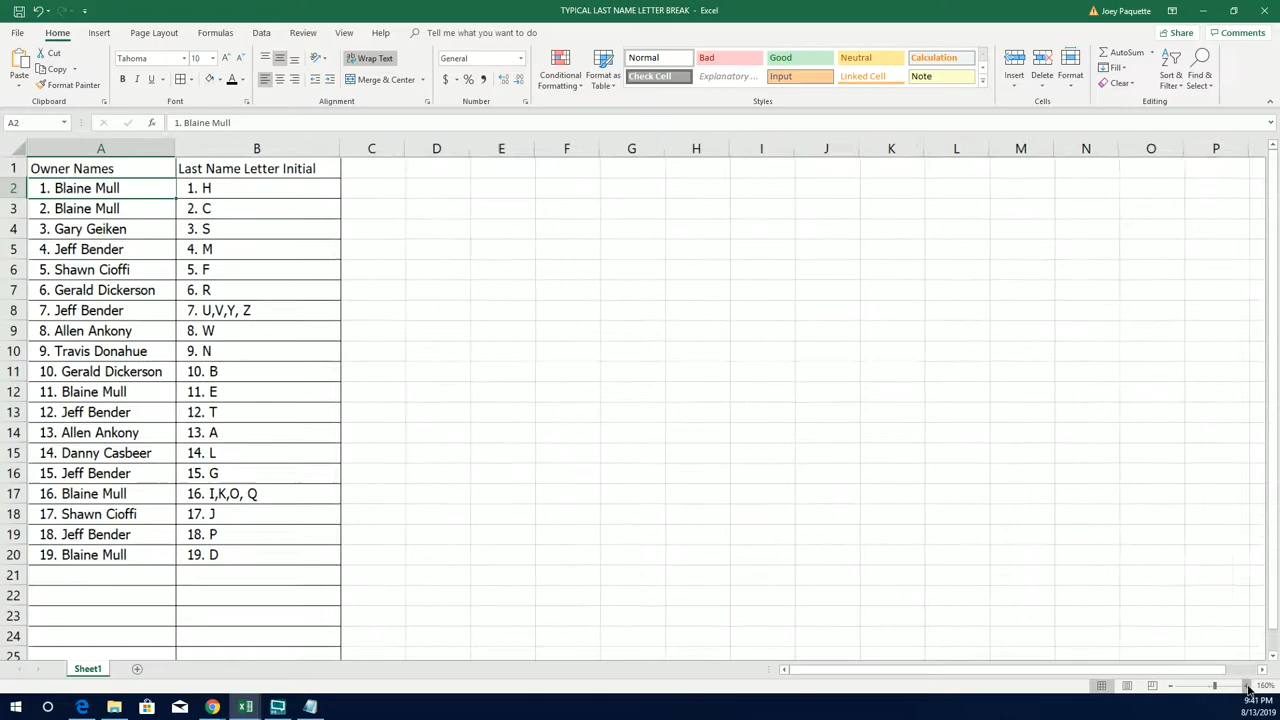 TYPICAL LAST NAME LETTER BREAK - Excel
Joey Paquette
File Home Insert Page Layout Formulas Data Review View Help Tell me what you want to do
Share Comments
Cut
Copy
Format Painter
Paste
Clipboard
Tahoma 10
B I U
Font
Wrap Text
Merge & Center
Alignment
General
$ % ,
Number
Conditional Formatting
Format as Table
Normal Bad Good Neutral Calculation
Check Cell Explanatory ... Input Linked Cell Note
Styles
Insert Delete Format
Cells
AutoSum
Fill
Clear
Sort & Filter
Find & Select
Editing
A2 1. Blaine Mull
A B C D E F G H I J K L M N O P
1 Owner Names Last Name Letter Initial
2 1. Blaine Mull 1. H
3 2. Blaine Mull 2. C
4 3. Gary Geiken 3. S
5 4. Jeff Bender 4. M
6 5. Shawn Cioffi 5. F
7 6. Gerald Dickerson 6. R
8 7. Jeff Bender 7. U,V,Y, Z
9 8. Allen Ankony 8. W
10 9. Travis Donahue 9. N
11 10. Gerald Dickerson 10. B
12 11. Blaine Mull 11. E
13 12. Jeff Bender 12. T
14 13. Allen Ankony 13. A
15 14. Danny Casbeer 14. L
16 15. Jeff Bender 15. G
17 16. Blaine Mull 16. I,K,O, Q
18 17. Shawn Cioffi 17. J
19 18. Jeff Bender 18. P
20 19. Blaine Mull 19. D
21
22
23
24
25
Sheet1
160%
9:41 PM
8/13/2019